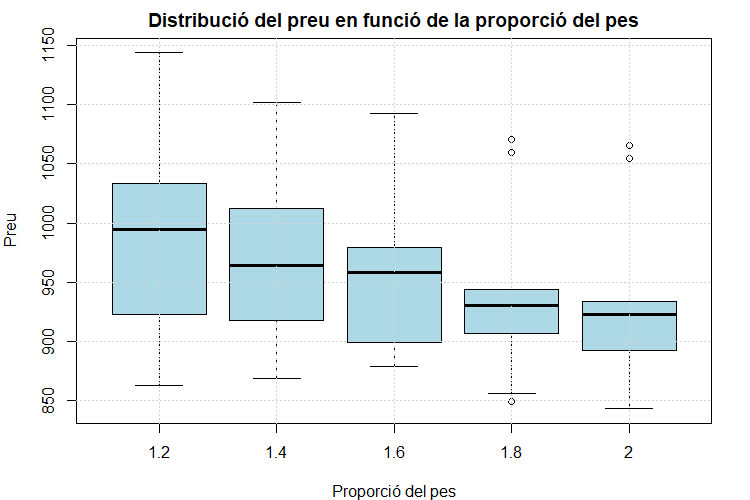 Distribució del preu en funció de la proporció del pes
1150
1100
1050
1000
950
900
850
Preu
1.2 1.4 1.6 1.8 2
Proporció del pes